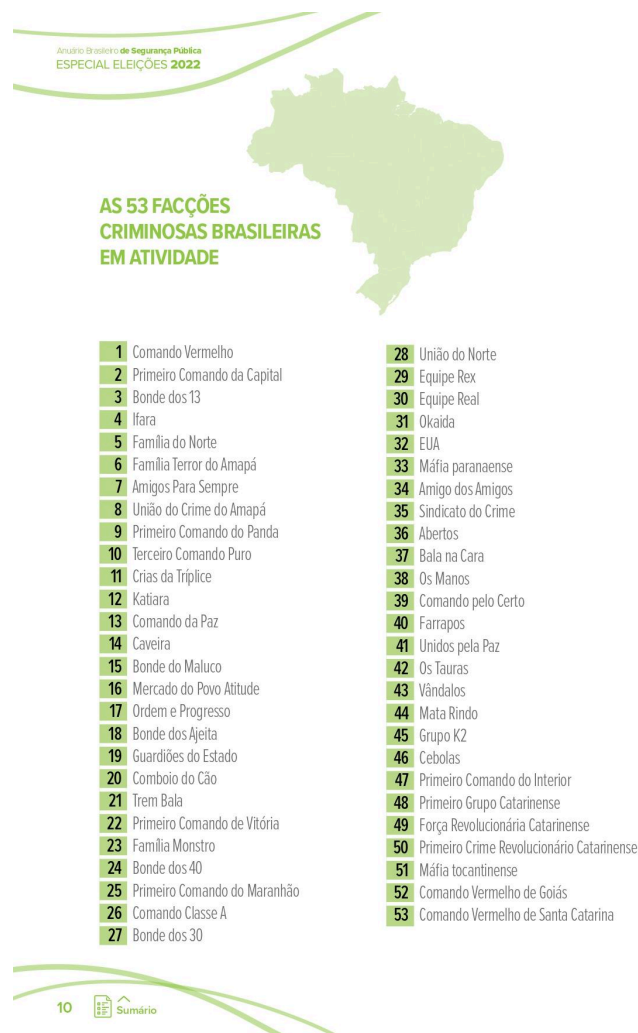 Anuário Brasileiro de Segurança Pública
ESPECIAL ELEIÇÕES 2022
AS 53 FACÇÕES
CRIMINOSAS BRASILEIRAS
EM ATIVIDADE
1 Comando Vermelho
2 Primeiro Comando da Capital
3 Bonde dos 13
4 Ifara
5 Família do Norte
6 Família Terror do Amapá
7 Amigos Para Sempre
8 União do Crime do Amapá
9 Primeiro Comando do Panda
10 Terceiro Comando Puro
11 Crias da Tríplice
12 Katiara
13 Comando da Paz
14 Caveira
15 Bonde do Maluco
16 Mercado do Povo Atitude
17 Ordem e Progresso
18 Bonde dos Ajeita
19 Guardiões do Estado
20 Comboio do Cão
21 Trem Bala
22 Primeiro Comando de Vitória
23 Família Monstro
24 Bonde dos 40
25 Primeiro Comando do Maranhão
26 Comando Classe A
27 Bonde dos 30
28 União do Norte
29 Equipe Rex
30 Equipe Real
31 Okaida
32 EUA
33 Máfia paranaense
34 Amigo dos Amigos
35 Sindicato do Crime
36 Abertos
37 Bala na Cara
38 Os Manos
39 Comando pelo Certo
40 Farrapos
41 Unidos pela Paz
42 Os Tauras
43 Vândalos
44 Mata Rindo
45 Grupo K2
46 Cebolas
47 Primeiro Comando do Interior
48 Primeiro Grupo Catarinense
49 Força Revolucionária Catarinense
50 Primeiro Crime Revolucionário Catarinense
51 Máfia tocantinense
52 Comando Vermelho de Goiás
53 Comando Vermelho de Santa Catarina
10 Sumário